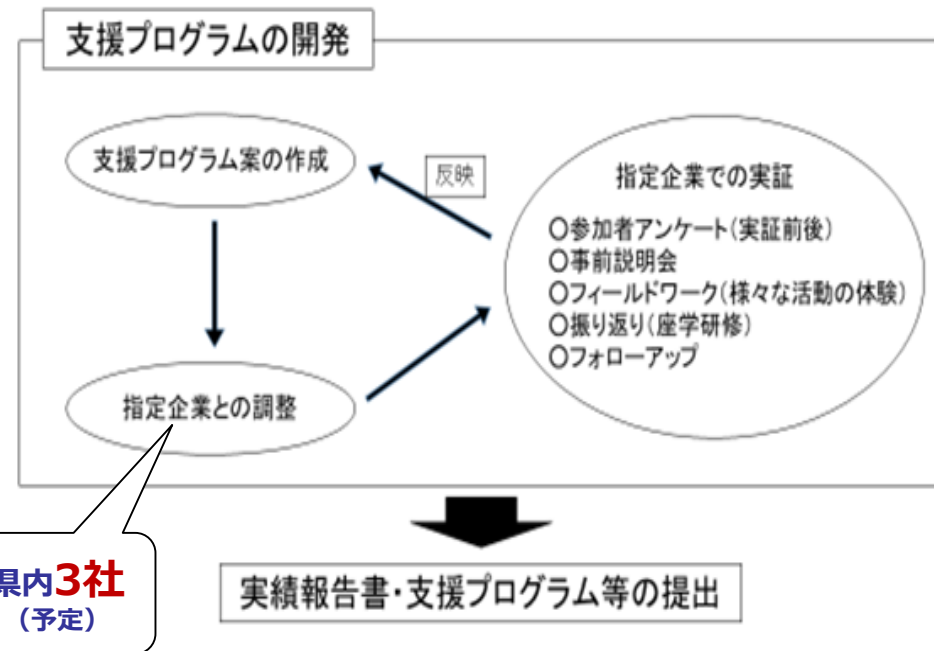 支援プログラムの開発
支援プログラム案の作成
反映
指定企業での実証
〇参加者アンケート(実証前後)
〇事前説明会
〇フィールドワーク(様々な活動の体験)
〇振り返り(座学研修)
〇フォローアップ
指定企業との調整
県内3社
(予定)
実績報告書・支援プログラム等の提出